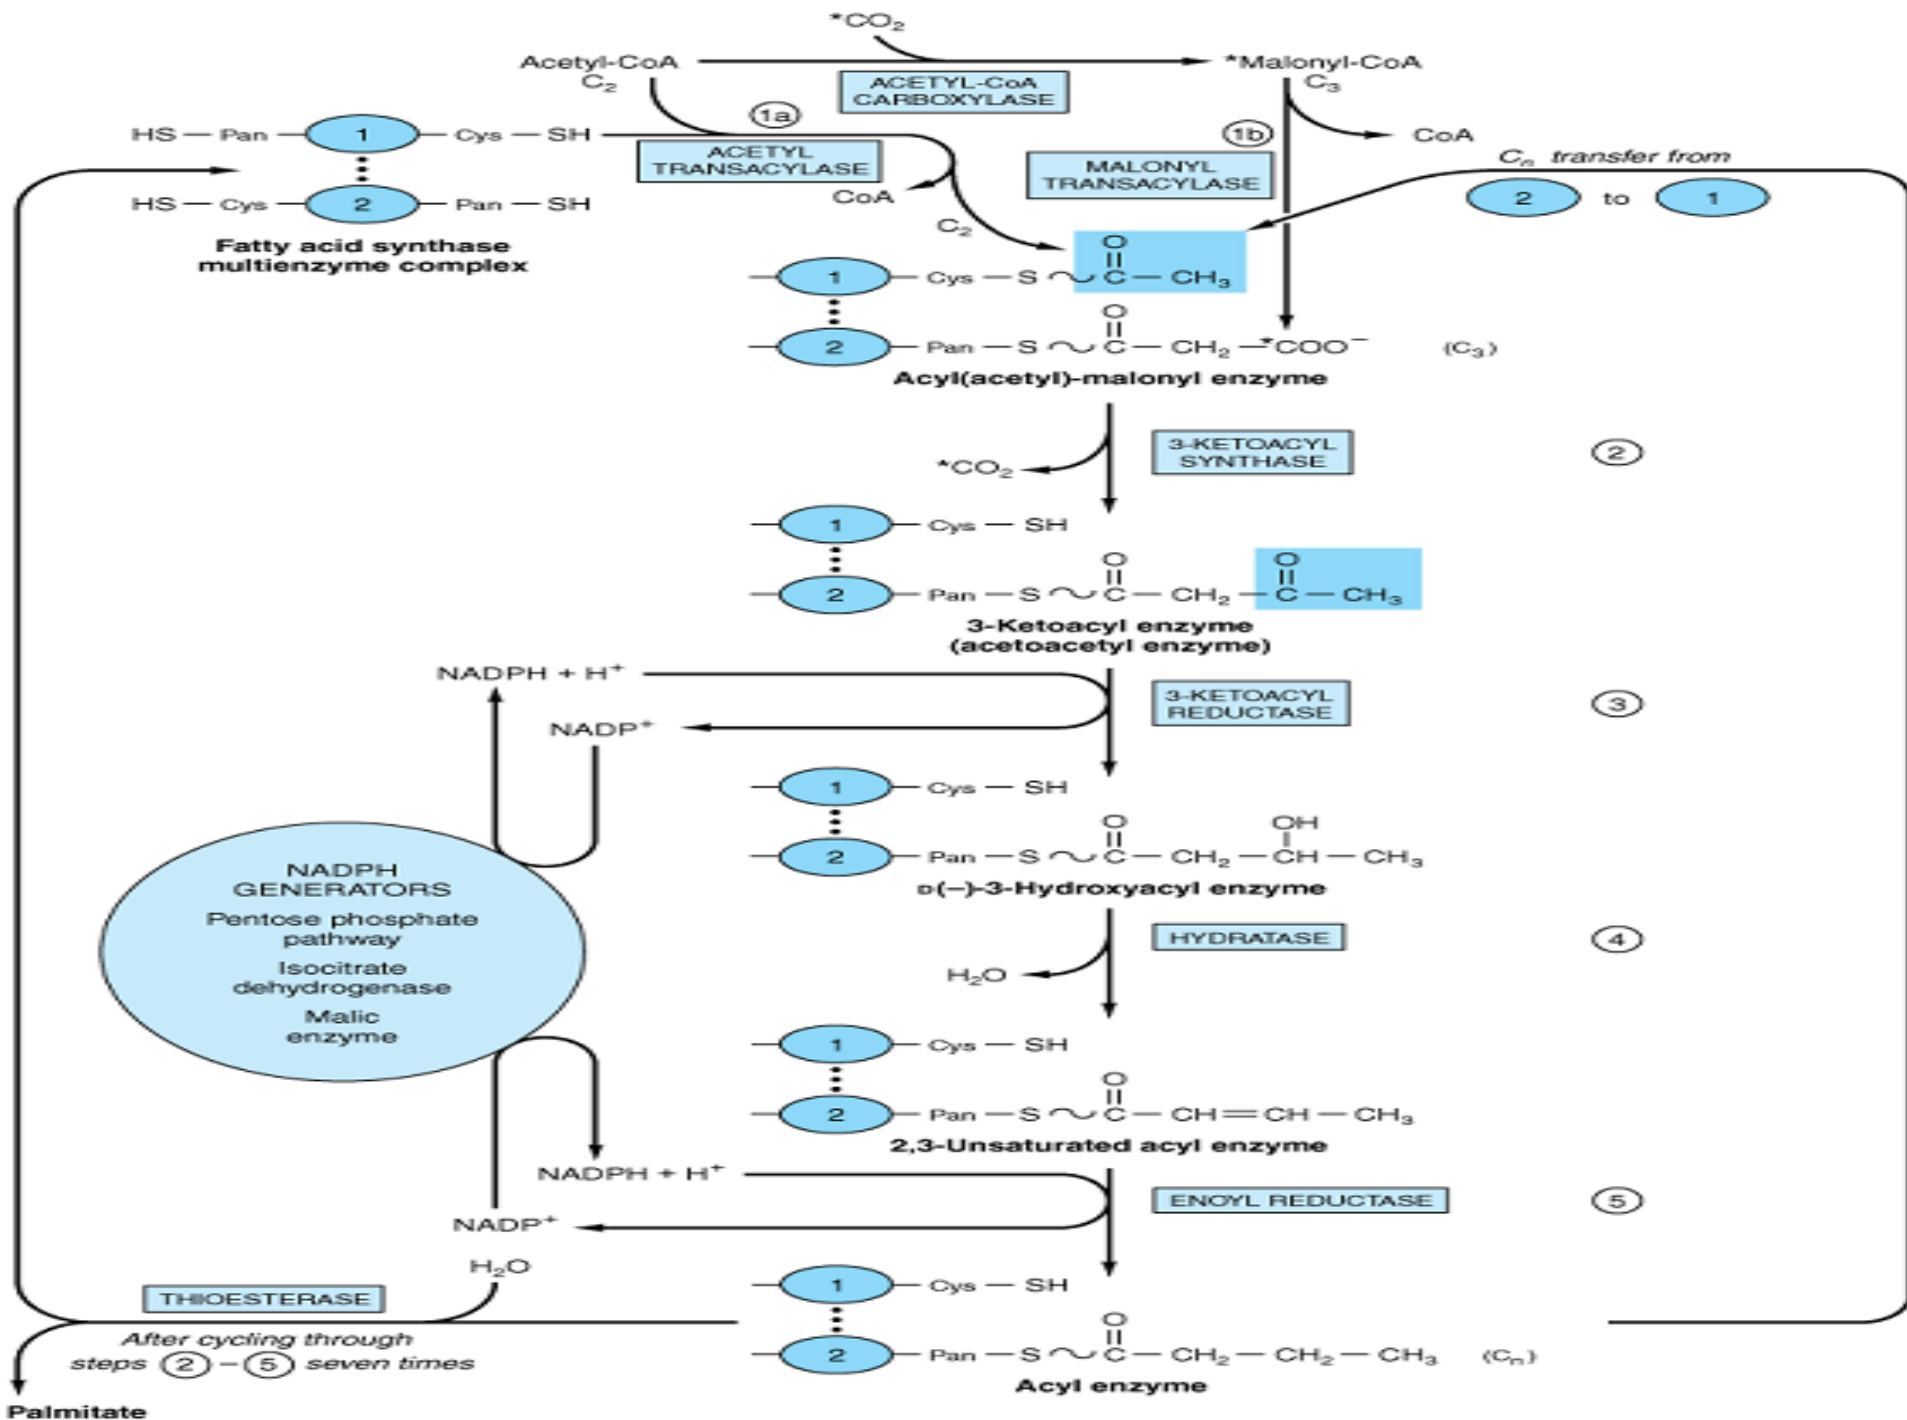 *CO₂
Acetyl-CoA
C₂
ACETYL-CoA
CARBOXYLASE
*Malonyl-CoA
C₃
1a
1b
CoA
HS — Pan — 1 — Cys — SH
ACETYL
TRANSACYLASE
MALONYL
TRANSACYLASE
Cₙ transfer from
2 to 1
HS — Cys — 2 — Pan — SH
CoA
C₂
Fatty acid synthase
multienzyme complex
O
1 — Cys — S ~ C — CH₃
O
2 — Pan — S ~ C — CH₂ — *COO⁻ (C₃)
Acyl(acetyl)-malonyl enzyme
3-KETOACYL
SYNTHASE
2
*CO₂
1 — Cys — SH
O O
2 — Pan — S ~ C — CH₂ — C — CH₃
3-Ketoacyl enzyme
(acetoacetyl enzyme)
NADPH + H⁺
3-KETOACYL
REDUCTASE
3
NADP⁺
1 — Cys — SH
O OH
2 — Pan — S ~ C — CH₂ — CH — CH₃
D(–)-3-Hydroxyacyl enzyme
NADPH
GENERATORS
Pentose phosphate
pathway
Isocitrate
dehydrogenase
Malic
enzyme
HYDRATASE
4
H₂O
1 — Cys — SH
O
2 — Pan — S ~ C — CH = CH — CH₃
2,3-Unsaturated acyl enzyme
NADPH + H⁺
ENOYL REDUCTASE
5
NADP⁺
H₂O
THIOESTERASE
After cycling through
steps 2 – 5 seven times
Palmitate
1 — Cys — SH
O
2 — Pan — S ~ C — CH₂ — CH₂ — CH₃ (Cₙ)
Acyl enzyme